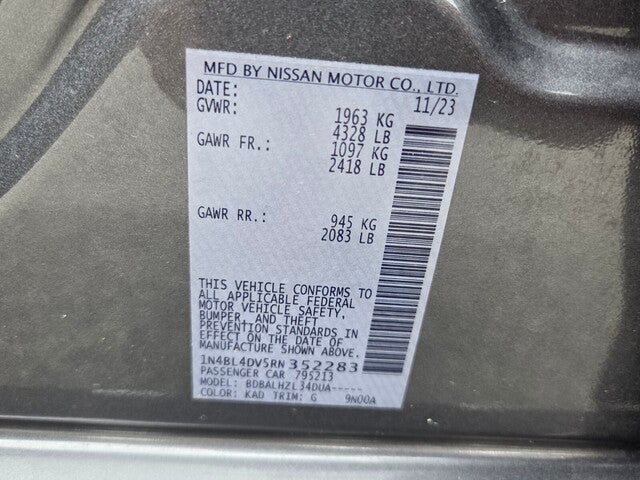 MFD BY NISSAN MOTOR CO., LTD.
DATE: 11/23
GVWR: 1963 KG
4328 LB
GAWR FR.: 1097 KG
2418 LB
GAWR RR.: 945 KG
2083 LB
THIS VEHICLE CONFORMS TO
ALL APPLICABLE FEDERAL
MOTOR VEHICLE SAFETY,
BUMPER, AND THEFT
PREVENTION STANDARDS IN
EFFECT ON THE DATE OF
MANUFACTURE SHOWN ABOVE.
1N4BL4DV5RN 352283
PASSENGER CAR 795213
MODEL: BDBALHZL34DUA-----
COLOR: KAD TRIM: G 9N00A